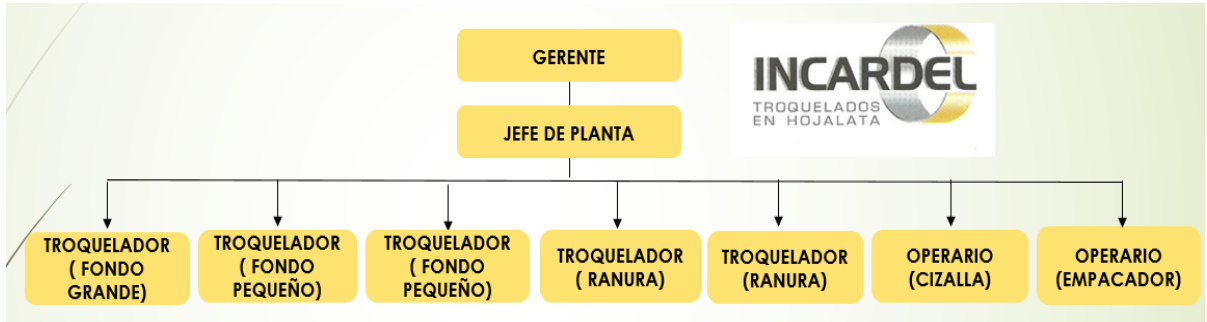 GERENTE
INCARDEL
TROQUELADOS
EN HOJALATA
JEFE DE PLANTA
TROQUELADOR
( FONDO
GRANDE)
TROQUELADOR
( FONDO
PEQUEÑO)
TROQUELADOR
( FONDO
PEQUEÑO)
TROQUELADOR
( RANURA)
TROQUELADOR
(RANURA)
OPERARIO
(CIZALLA)
OPERARIO
(EMPACADOR)